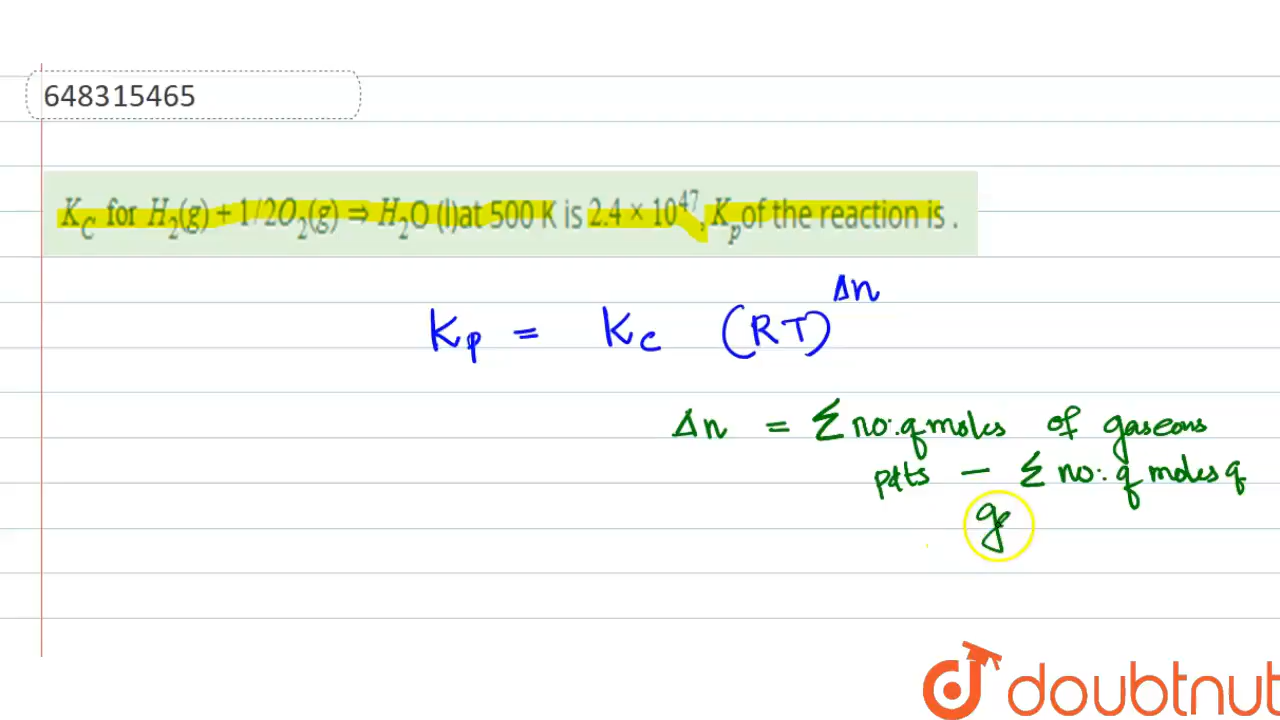 648315465
K_C for H_2(g) + 1/2O_2(g) ⇒ H_2O (l)at 500 K is 2.4 × 10^47, K_p of the reaction is .
K_p = K_c (RT)^Δn
Δn = Σ no: of moles of gaseous
pdts − Σ no: of moles of
ga
doubtnut